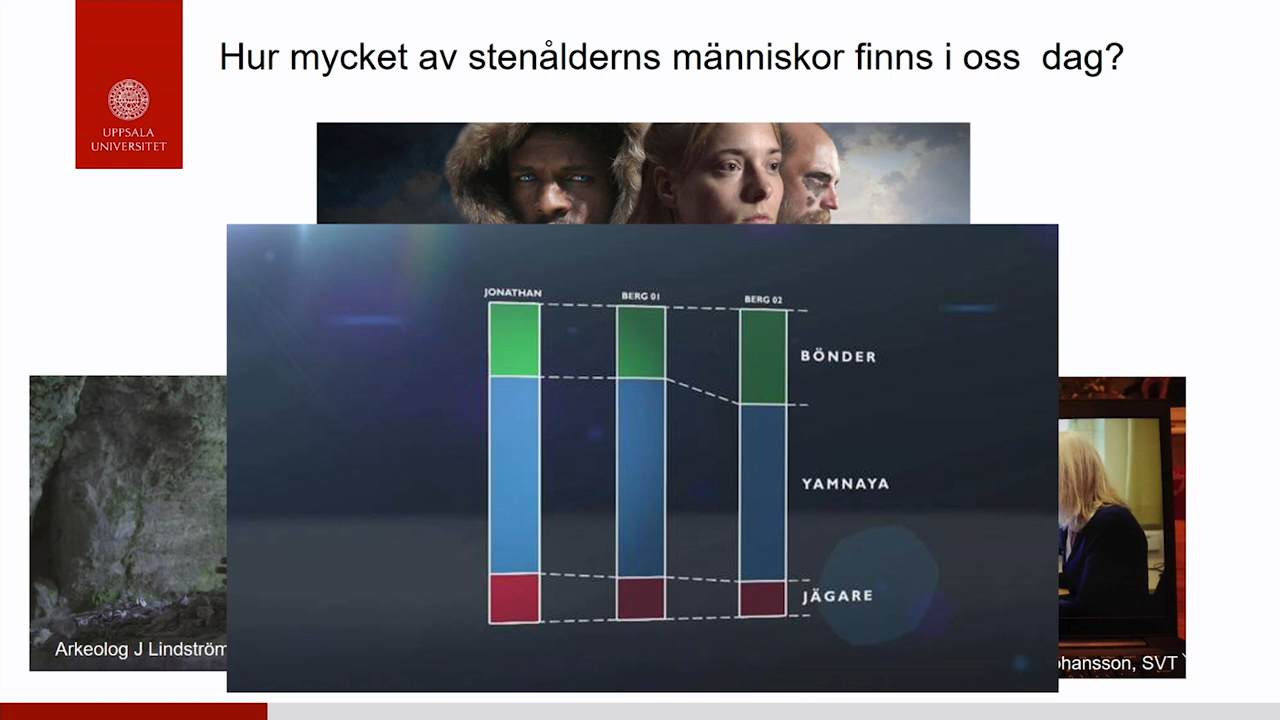 Hur mycket av stenålderns människor finns i oss dag?
UPPSALA
UNIVERSITET
JONATHAN
BERG 01
BERG 02
BÖNDER
YAMNAYA
JÄGARE
Arkeolog J Lindström
hansson, SVT